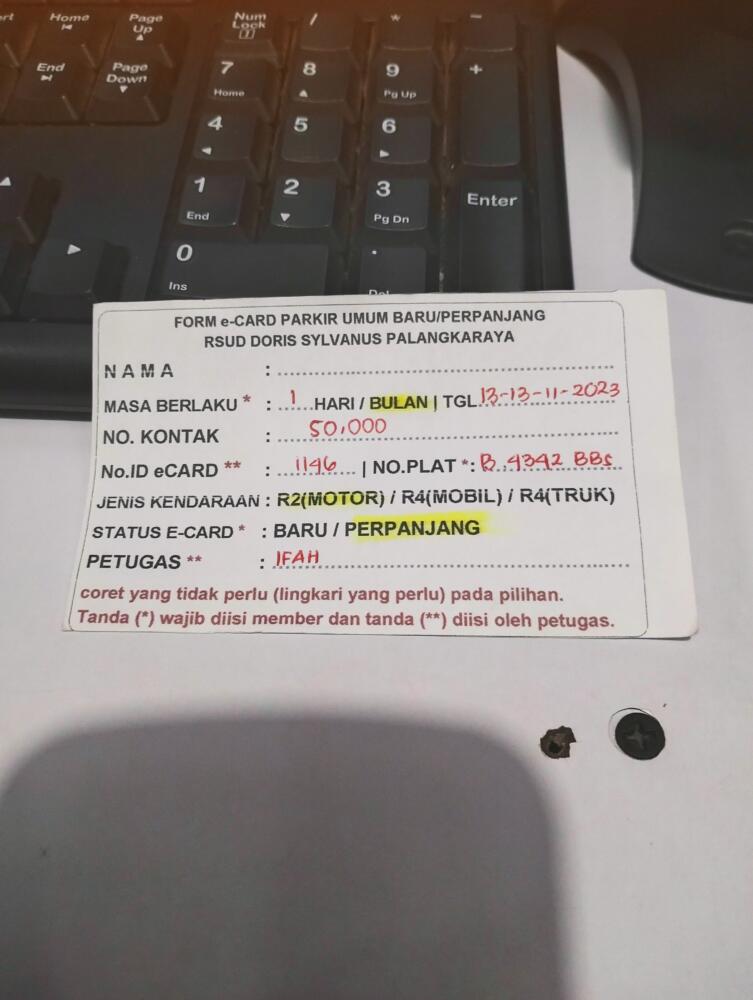 Home
Page Up
Num Lock
/
*
-
End
Page Down
7 Home
8
9 Pg Up
+
4
5
6
1 End
2
3 Pg Dn
Enter
0 Ins
.
FORM e-CARD PARKIR UMUM BARU/PERPANJANG
RSUD DORIS SYLVANUS PALANGKARAYA
NAMA :
MASA BERLAKU * : 1 HARI / BULAN | TGL 13-13-11-2023
NO. KONTAK : 50,000
No.ID eCARD ** : 1146 | NO.PLAT *: B 4342 BBS
JENIS KENDARAAN : R2(MOTOR) / R4(MOBIL) / R4(TRUK)
STATUS E-CARD * : BARU / PERPANJANG
PETUGAS ** : IFAH
coret yang tidak perlu (lingkari yang perlu) pada pilihan.
Tanda (*) wajib diisi member dan tanda (**) diisi oleh petugas.